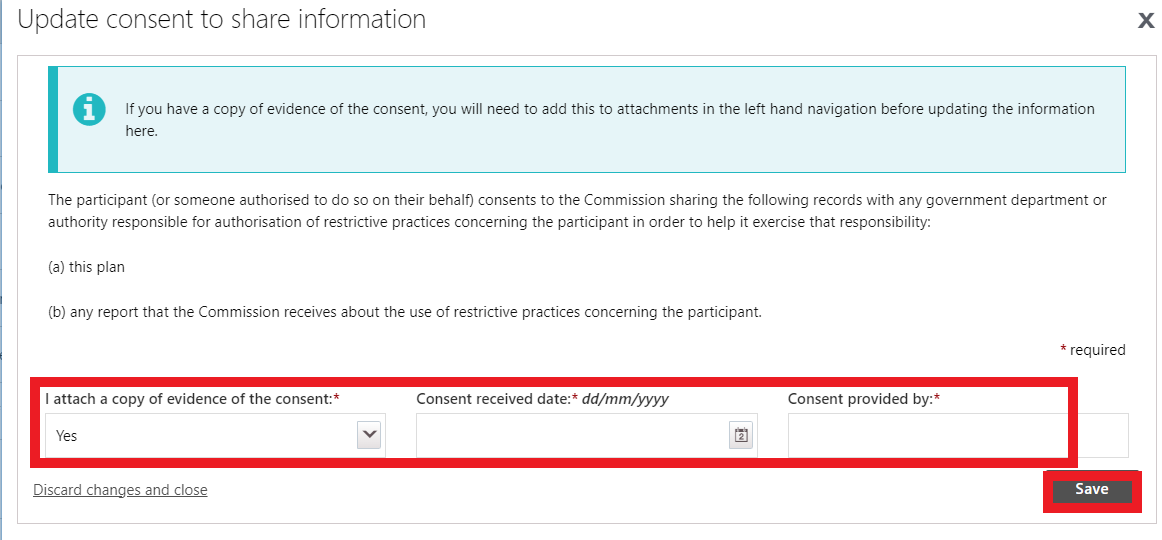 Update consent to share information
X
If you have a copy of evidence of the consent, you will need to add this to attachments in the left hand navigation before updating the information
here.
The participant (or someone authorised to do so on their behalf) consents to the Commission sharing the following records with any government department or
authority responsible for authorisation of restrictive practices concerning the participant in order to help it exercise that responsibility:
(a) this plan
(b) any report that the Commission receives about the use of restrictive practices concerning the participant.
* required
I attach a copy of evidence of the consent:* Consent received date:* dd/mm/yyyy Consent provided by:*
Yes 2
Discard changes and close Save